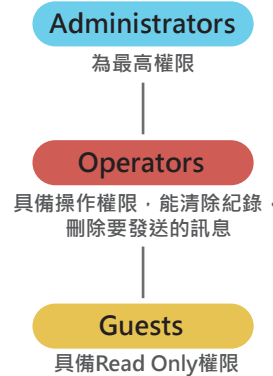 Administrators
為最高權限
Operators
具備操作權限，能清除紀錄、
刪除要發送的訊息
Guests
具備Read Only權限